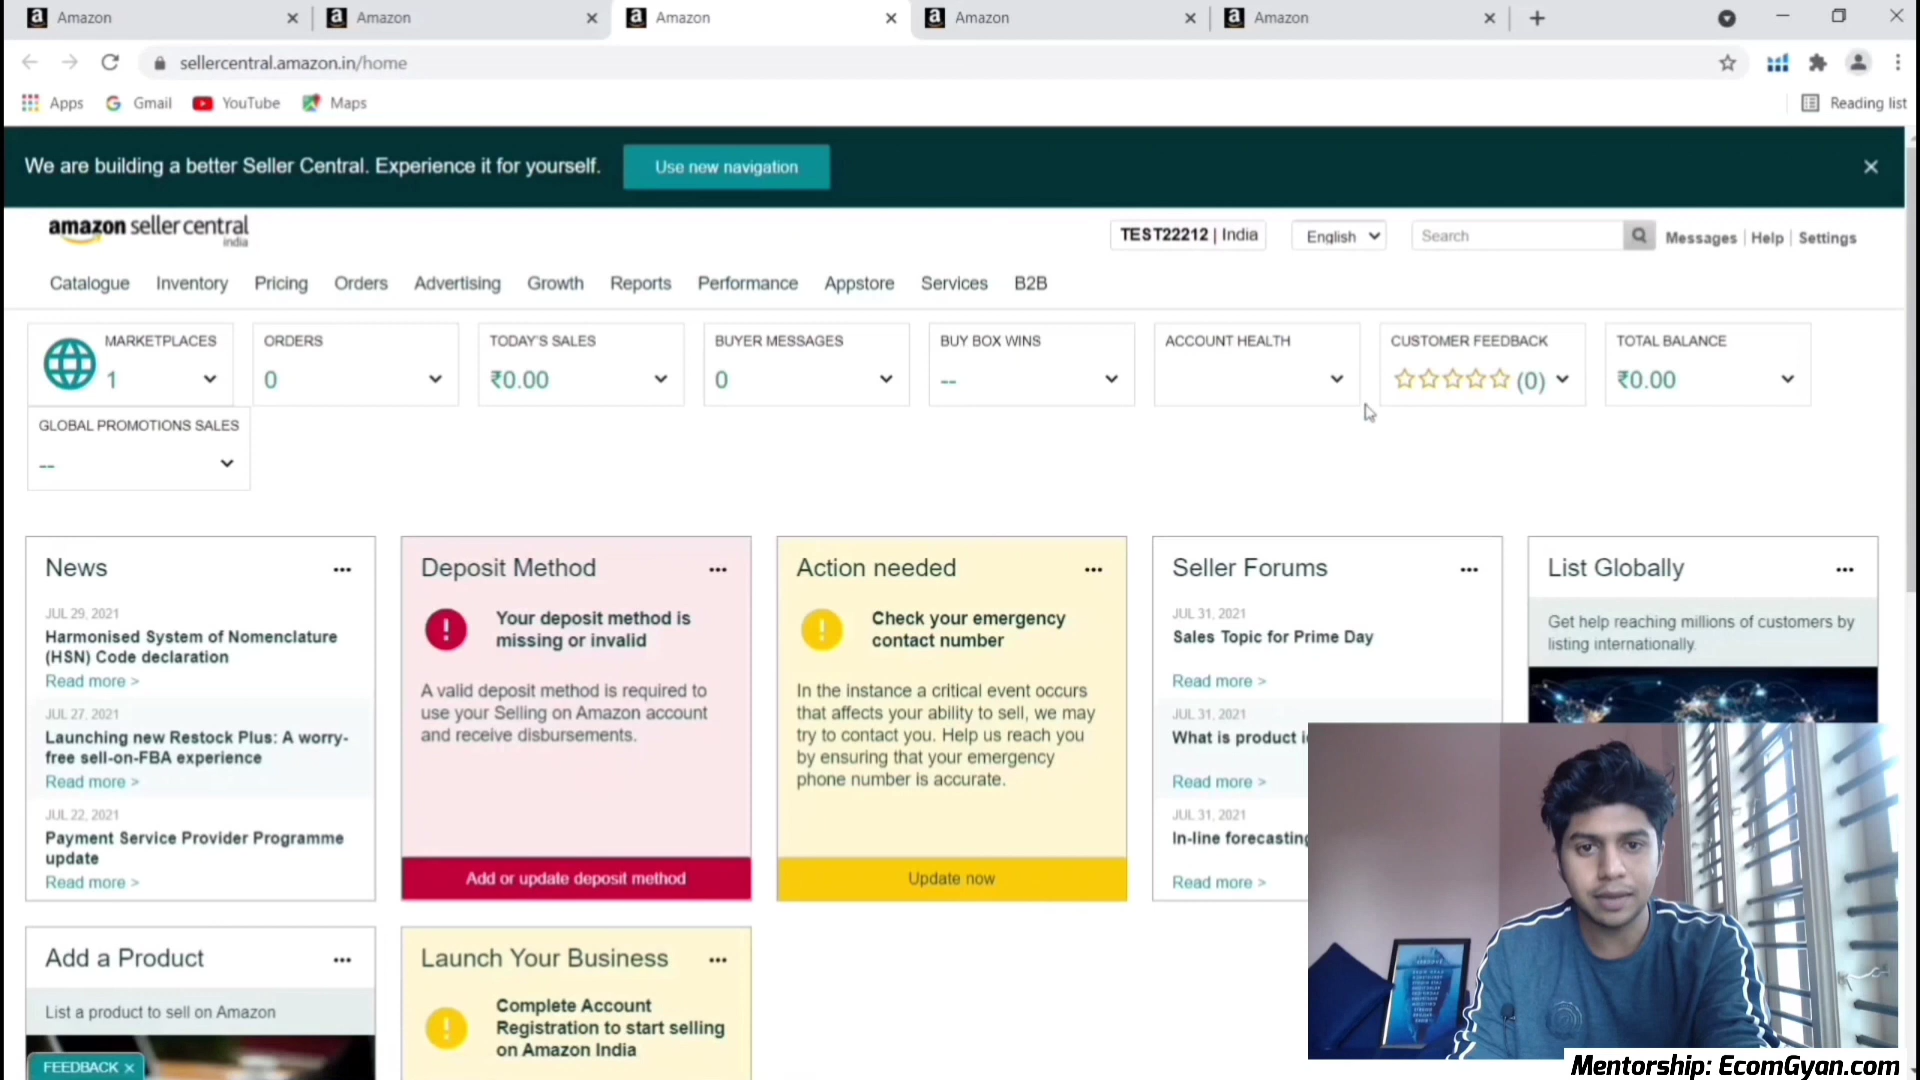 Amazon
Amazon
Amazon
Amazon
Amazon
sellercentral.amazon.in/home
Apps
Gmail
YouTube
Maps
Reading list
We are building a better Seller Central. Experience it for yourself.
Use new navigation
amazon seller central
india
TEST22212 | India
English
Search
Messages | Help | Settings
Catalogue Inventory Pricing Orders Advertising Growth Reports Performance Appstore Services B2B
MARKETPLACES
1
ORDERS
0
TODAY'S SALES
₹0.00
BUYER MESSAGES
0
BUY BOX WINS
--
ACCOUNT HEALTH
CUSTOMER FEEDBACK
(0)
TOTAL BALANCE
₹0.00
GLOBAL PROMOTIONS SALES
--
News
JUL 29, 2021
Harmonised System of Nomenclature
(HSN) Code declaration
Read more >
JUL 27, 2021
Launching new Restock Plus: A worry-
free sell-on-FBA experience
Read more >
JUL 22, 2021
Payment Service Provider Programme
update
Read more >
Deposit Method
Your deposit method is
missing or invalid
A valid deposit method is required to
use your Selling on Amazon account
and receive disbursements.
Add or update deposit method
Action needed
Check your emergency
contact number
In the instance a critical event occurs
that affects your ability to sell, we may
try to contact you. Help us reach you
by ensuring that your emergency
phone number is accurate.
Update now
Seller Forums
JUL 31, 2021
Sales Topic for Prime Day
Read more >
JUL 31, 2021
What is product i
Read more >
JUL 31, 2021
In-line forecasting
Read more >
List Globally
Get help reaching millions of customers by
listing internationally.
Add a Product
List a product to sell on Amazon
FEEDBACK
Launch Your Business
Complete Account
Registration to start selling
on Amazon India
Mentorship: EcomGyan.com